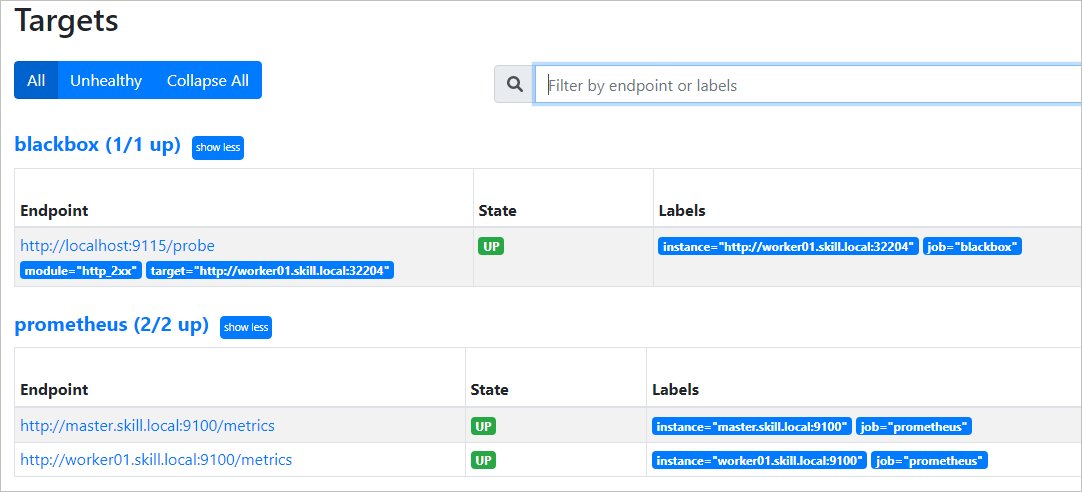 Targets
All Unhealthy Collapse All
Filter by endpoint or labels
blackbox (1/1 up) show less
Endpoint State Labels
http://localhost:9115/probe UP instance="http://worker01.skill.local:32204" job="blackbox"
module="http_2xx" target="http://worker01.skill.local:32204"
prometheus (2/2 up) show less
Endpoint State Labels
http://master.skill.local:9100/metrics UP instance="master.skill.local:9100" job="prometheus"
http://worker01.skill.local:9100/metrics UP instance="worker01.skill.local:9100" job="prometheus"